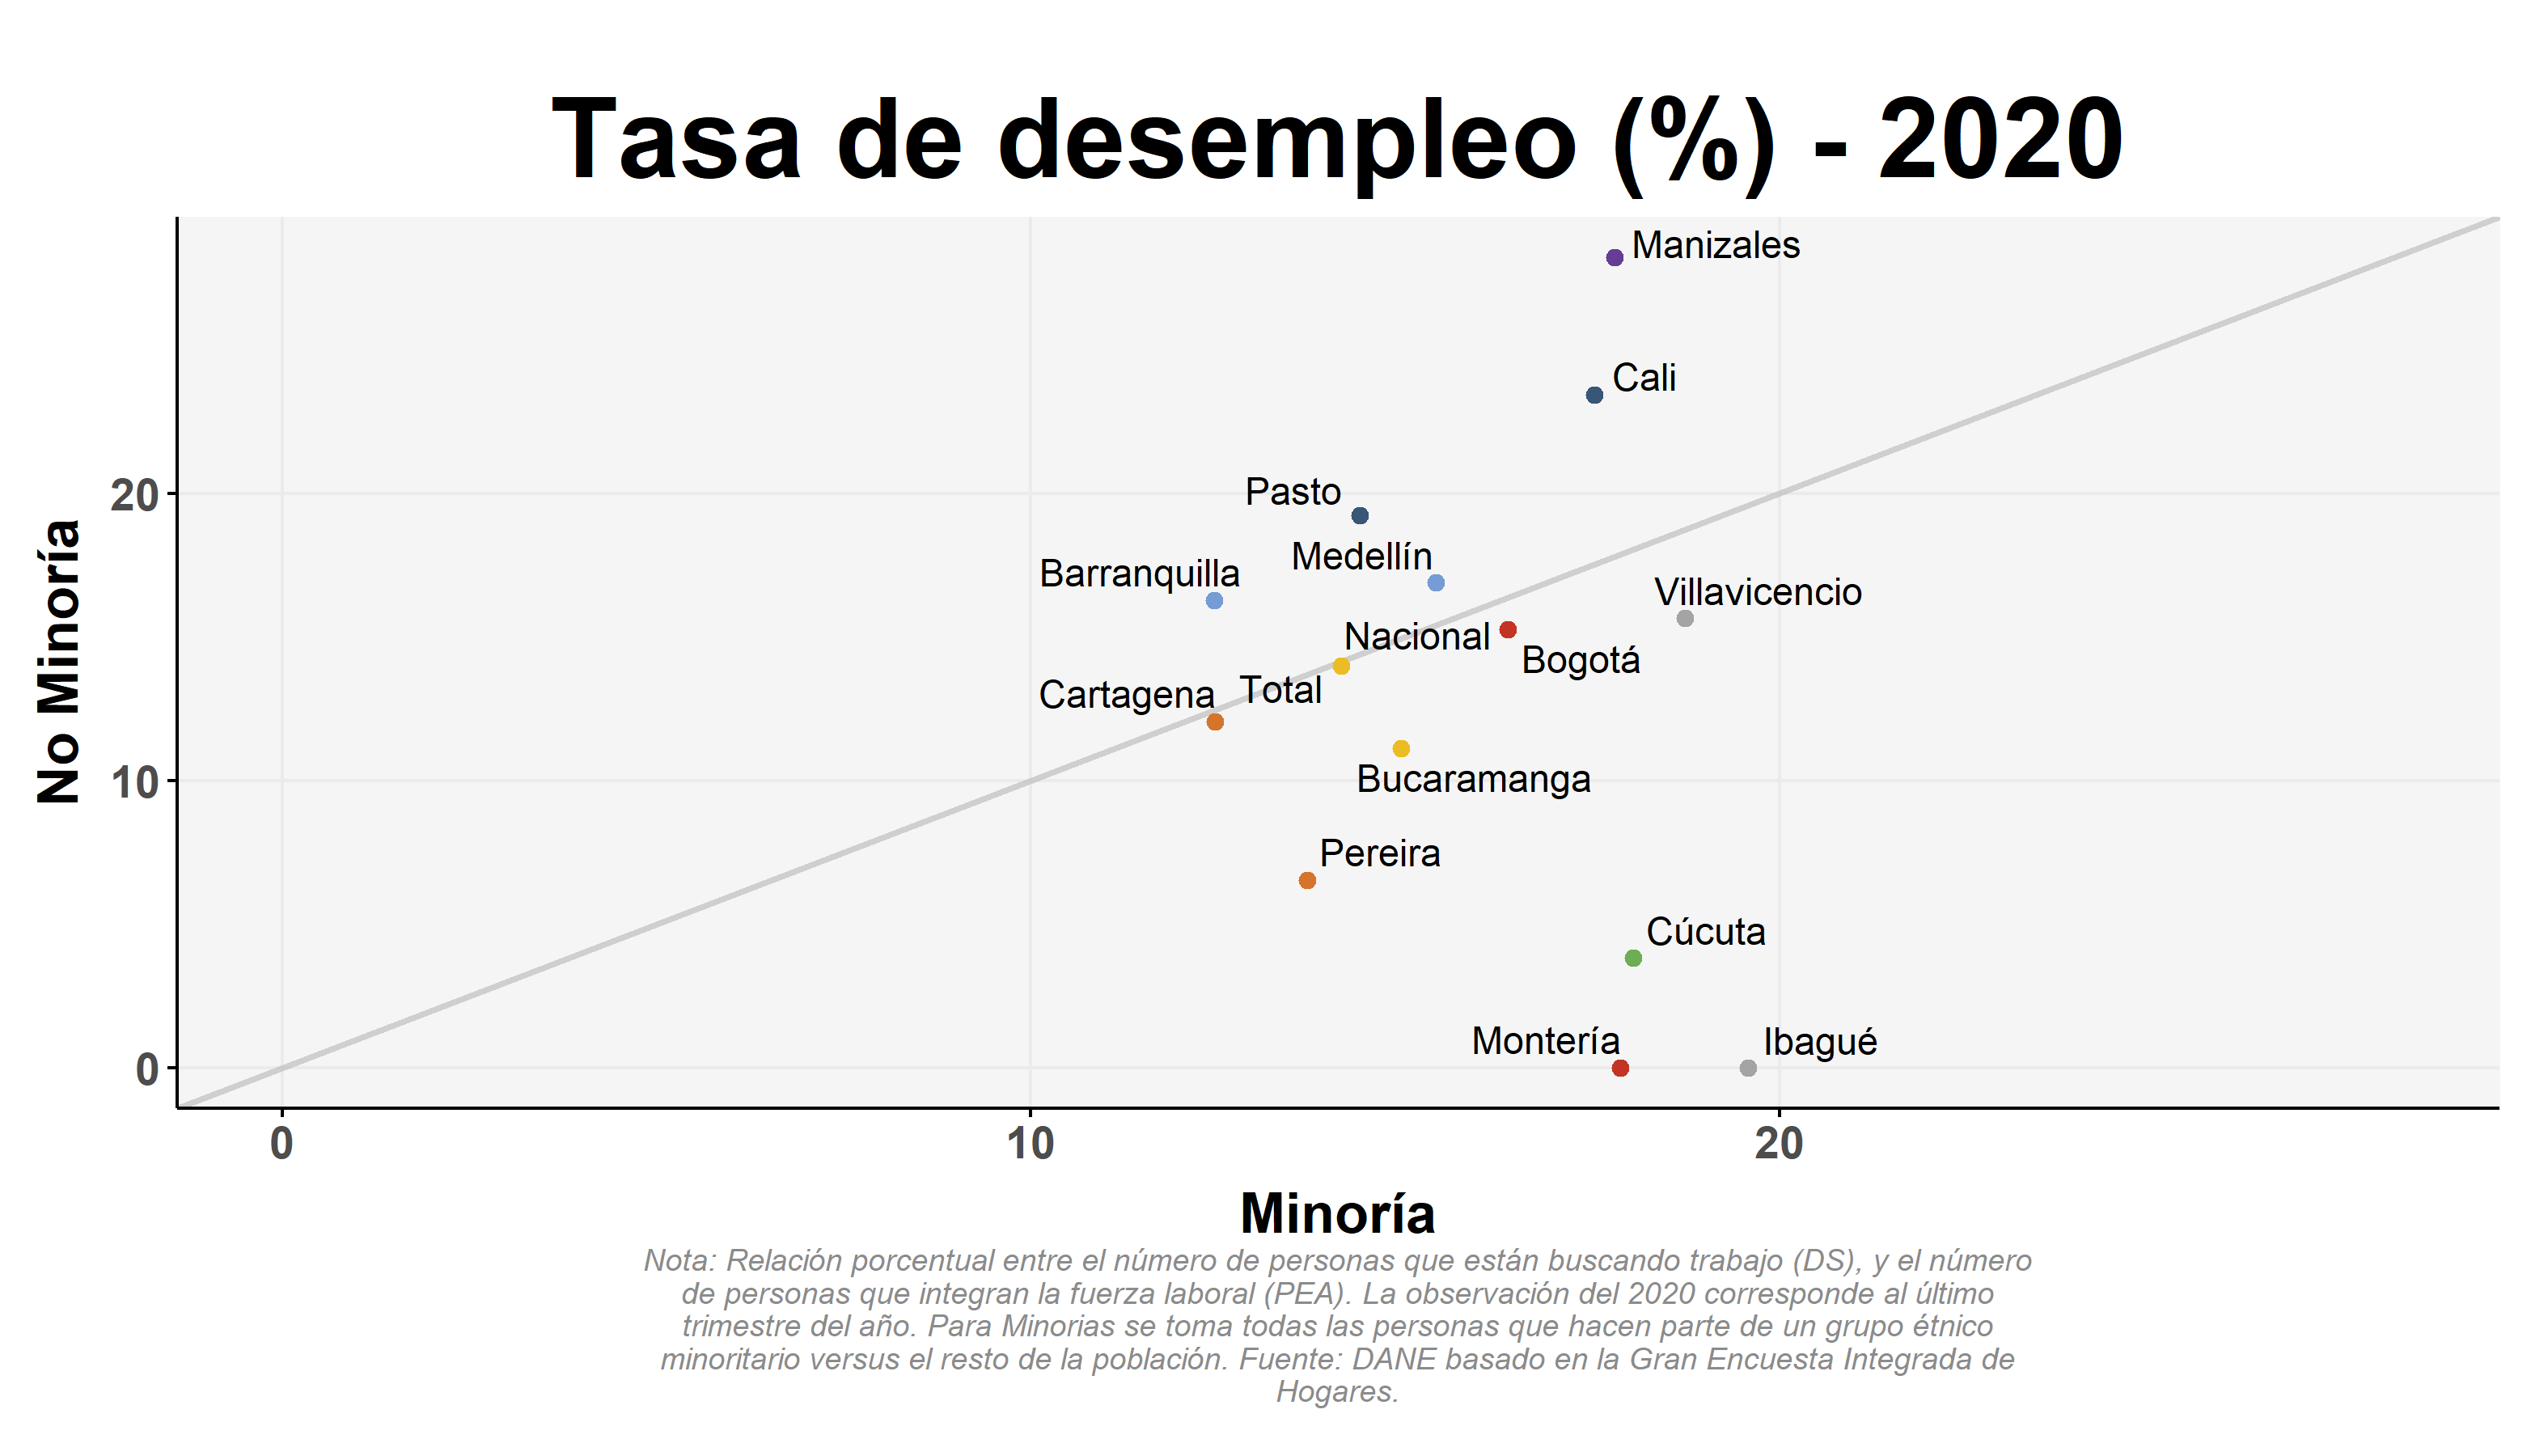 Tasa de desempleo (%) - 2020
Manizales
Cali
Pasto
Medellín
Barranquilla
Villavicencio
Nacional
Bogotá
Total
Cartagena
Bucaramanga
Pereira
Cúcuta
Montería
Ibagué
No Minoría
20
10
0
0
10
20
Minoría
Nota: Relación porcentual entre el número de personas que están buscando trabajo (DS), y el número
de personas que integran la fuerza laboral (PEA). La observación del 2020 corresponde al último
trimestre del año. Para Minorias se toma todas las personas que hacen parte de un grupo étnico
minoritario versus el resto de la población. Fuente: DANE basado en la Gran Encuesta Integrada de
Hogares.